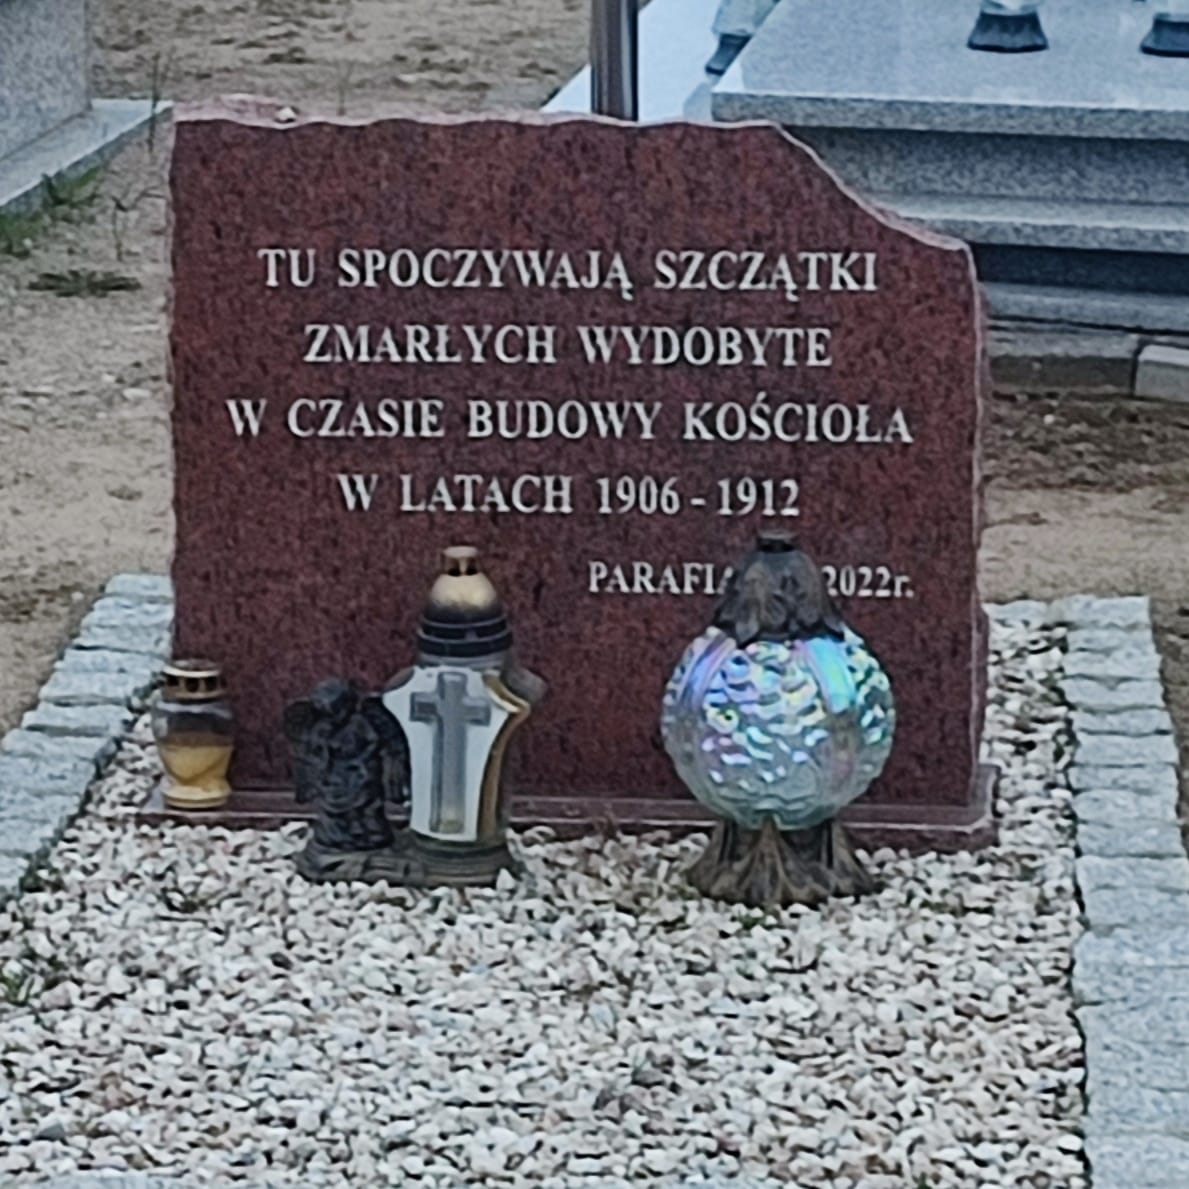 TU SPOCZYWAJĄ SZCZĄTKI
ZMARŁYCH WYDOBYTE
W CZASIE BUDOWY KOŚCIOŁA
W LATACH 1906 - 1912
PARAFIA 2022r.